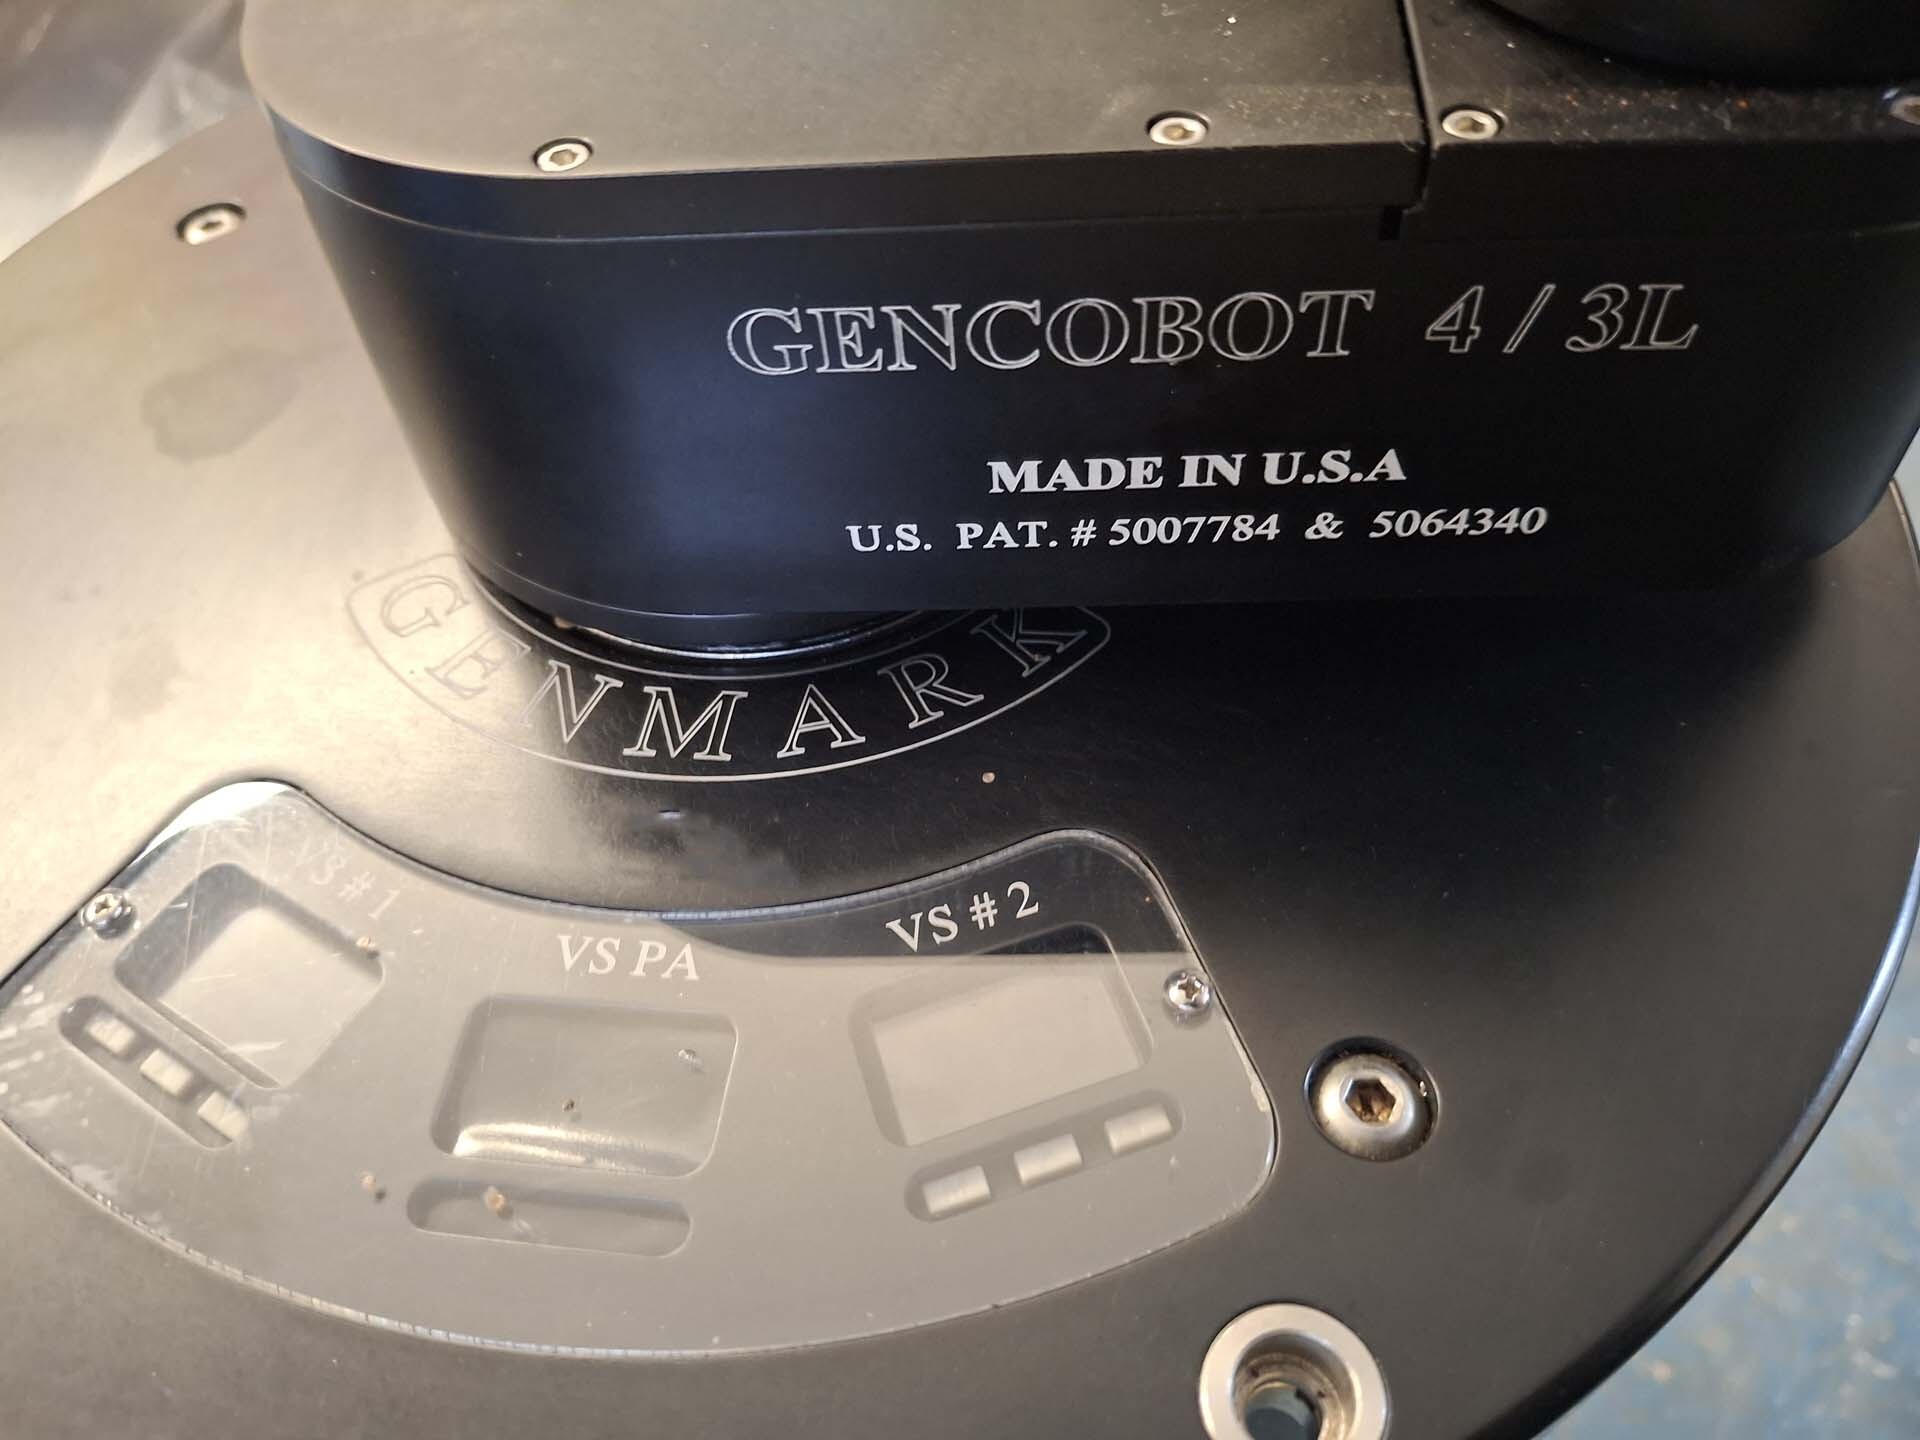 GENCOBOT 4 / 3L
MADE IN U.S.A
U.S. PAT. # 5007784 & 5064340
GENMARK
VS # 1
VS PA
VS # 2